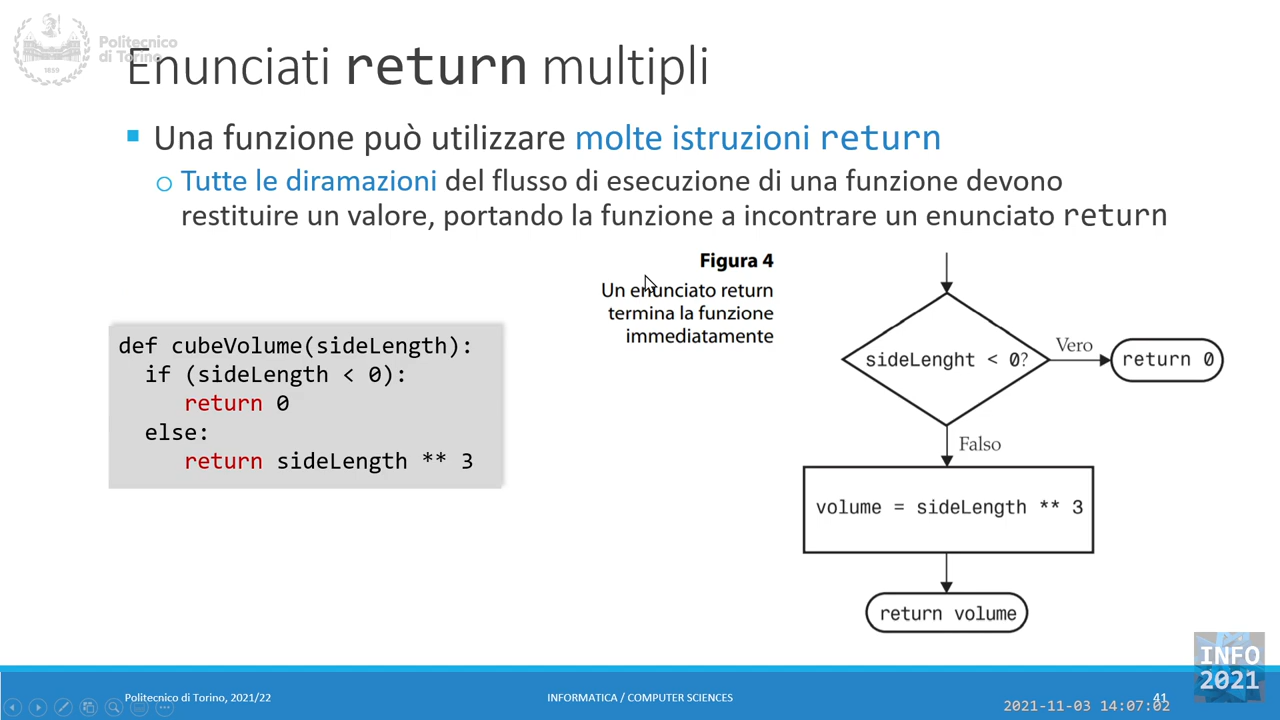 Politecnico
di Torino
1859
Enunciati return multipli
Una funzione può utilizzare molte istruzioni return
Tutte le diramazioni del flusso di esecuzione di una funzione devono
restituire un valore, portando la funzione a incontrare un enunciato return
Figura 4
Un enunciato return
termina la funzione
immediatamente
def cubeVolume(sideLength):
if (sideLength < 0):
return 0
else:
return sideLength ** 3
sideLenght < 0?
Vero
return 0
Falso
volume = sideLength ** 3
return volume
Politecnico di Torino, 2021/22
INFORMATICA / COMPUTER SCIENCES
41
INFO
2021
2021-11-03 14:07:02